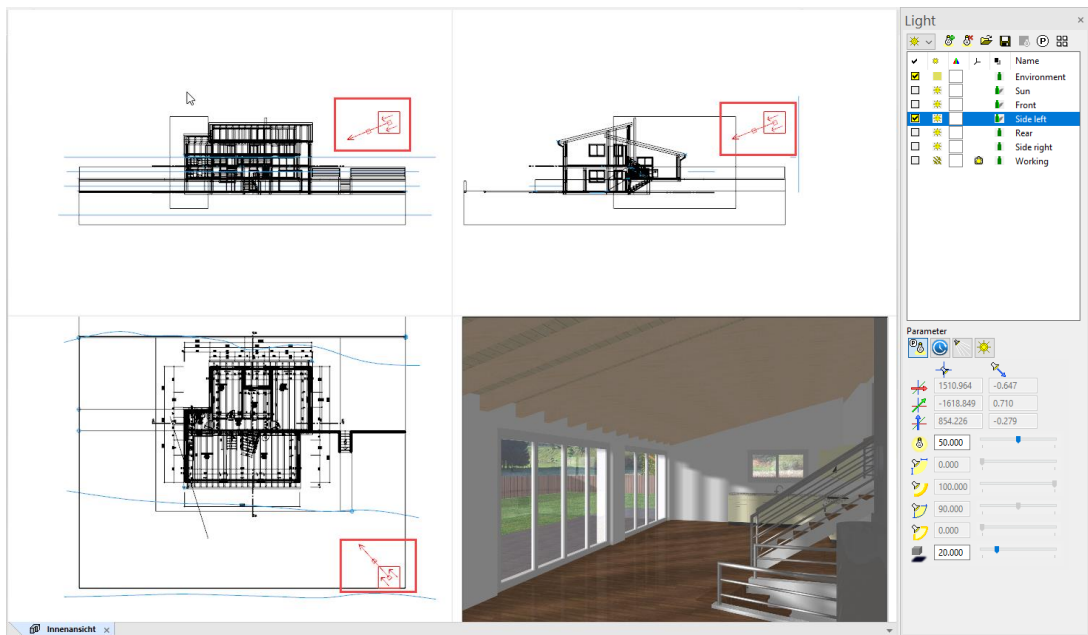 Light
Name
Environment
Sun
Front
Side left
Rear
Side right
Working
Parameter
1510.964 -0.647
-1618.849 0.710
854.226 -0.279
50.000
0.000
100.000
90.000
0.000
20.000
Innenansicht